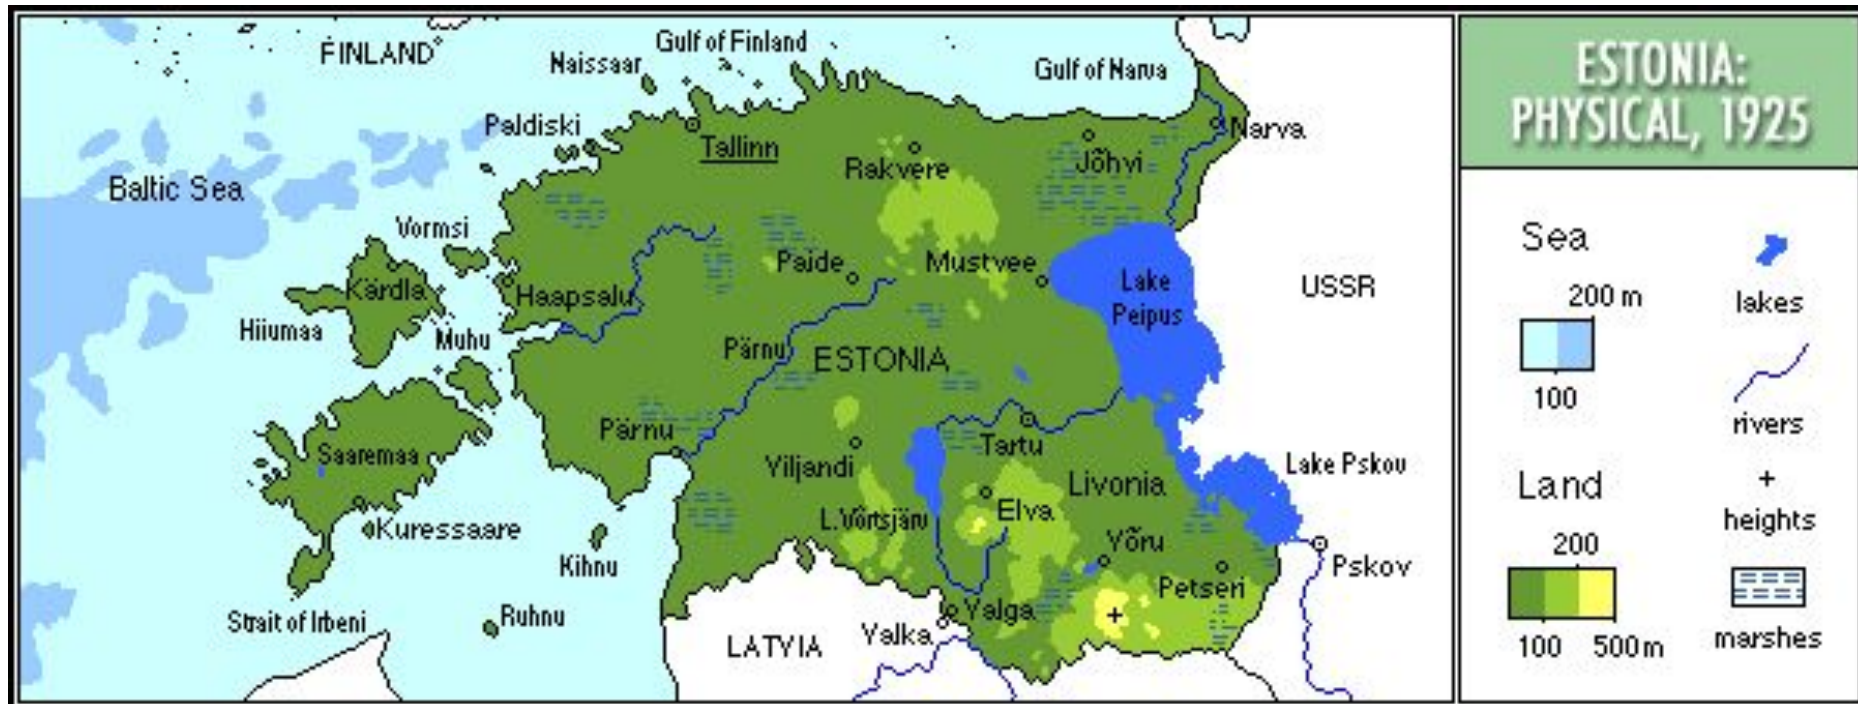 FINLAND
Gulf of Finland
Naissaar
Gulf of Narva
Paldiski
Tallinn
Narva
Rakvere
Jõhvi
Baltic Sea
Vormsi
Paide
Mustvee
Lake
Peipus
USSR
Kärdla
Haapsalu
Hiiumaa
Muhu
Pärnu
ESTONIA
Pärnu
Tartu
Saaremaa
Viljandi
Livonia
Lake Pskov
Kuressaare
L. Võrtsjärv
Elva
Kihnu
Võru
Petseri
Pskov
Strait of Irbeni
Ruhnu
Valga
Valka
LATVIA
ESTONIA:
PHYSICAL, 1925
Sea
200 m
100
lakes
rivers
Land
200
100 500 m
heights
marshes